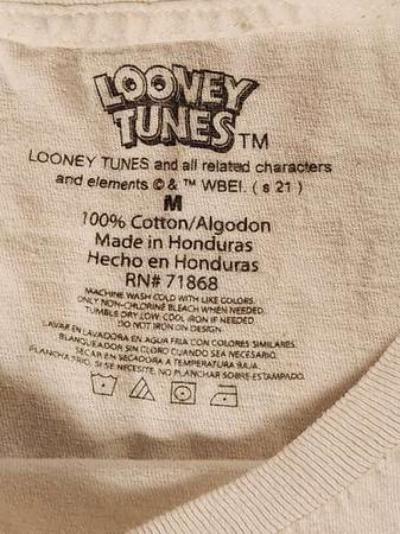 LOONEY
TUNES TM
LOONEY TUNES and all related characters
and elements © & ™ WBEI. ( s 21 )
M
100% Cotton/Algodon
Made in Honduras
Hecho en Honduras
RN# 71868
MACHINE WASH COLD WITH LIKE COLORS.
ONLY NON-CHLORINE BLEACH WHEN NEEDED.
TUMBLE DRY LOW. COOL IRON IF NEEDED.
DO NOT IRON ON DESIGN.
LAVAR EN LAVADORA EN AGUA FRIA CON COLORES SIMILARES.
BLANQUEADOR SIN CLORO CUANDO SEA NECESARIO.
SECAR EN SECADORA A TEMPERATURA BAJA.
PLANCHA FRIO, SI SE NECESITE. NO PLANCHAR SOBRE ESTAMPADO.